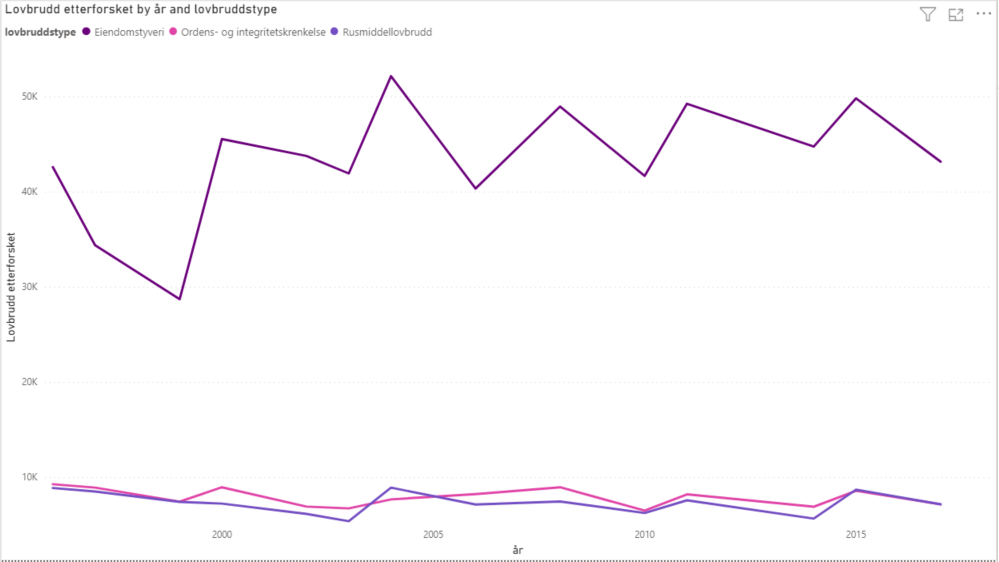 Lovbrudd etterforsket by år and lovbruddstype
lovbruddstype Eiendomstyveri Ordens- og integritetskrenkelse Rusmiddellovbrudd
50K
40K
30K
20K
10K
Lovbrudd etterforsket
2000 2005 2010 2015
år